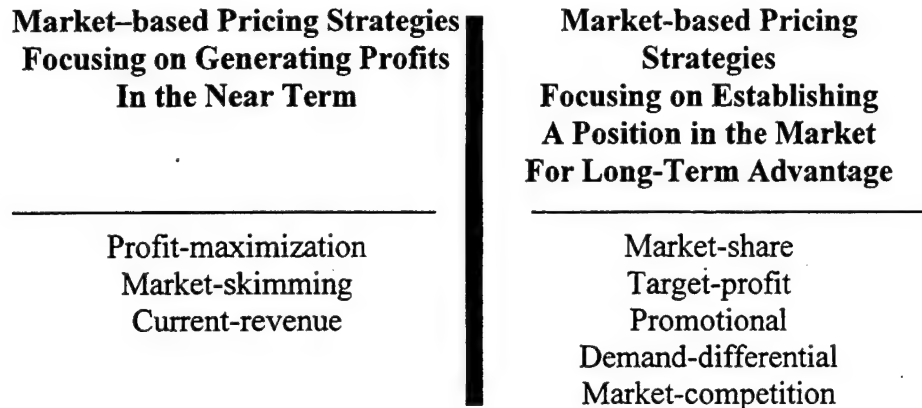 Market–based Pricing Strategies
Focusing on Generating Profits
In the Near Term
Profit-maximization
Market-skimming
Current-revenue
Market-based Pricing
Strategies
Focusing on Establishing
A Position in the Market
For Long-Term Advantage
Market-share
Target-profit
Promotional
Demand-differential
Market-competition